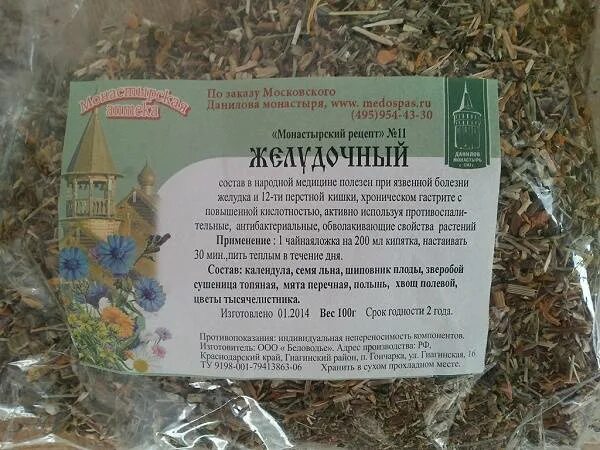 Монастырская
аптека
По заказу Московского
Данилова монастыря, www. medospas.ru
(495)954-43-30
ДАНИЛОВ
МОНАСТЫРЬ
«Монастырский рецепт» №11
ЖЕЛУДОЧНЫЙ
состав в народной медицине полезен при язвенной болезни
желудка и 12-ти перстной кишки, хроническом гастрите с
повышенной кислотностью, активно используя противоспали-
тельные, антибактериальные, обволакивающие свойства растений
Применение : 1 чайнаяложка на 200 мл кипятка, настаивать
30 мин.,пить теплым в течение дня.
Состав: календула, семя льна, шиповник плоды, зверобой
сушеница топяная, мята перечная, полынь, хвощ полевой,
цветы тысячелистника.
Изготовлено 01.2014 Вес 100г Срок годности 2 года.
Противопоказания: индивидуальная непереносимость компонентов.
Изготовитель: ООО « Беловодье». Адрес производства: РФ,
Краснодарский край, Гиагинский район, п. Гончарка, ул. Гиагинская, 16
ТУ 9198-001-79413863-06 Хранить в сухом прохладном месте.